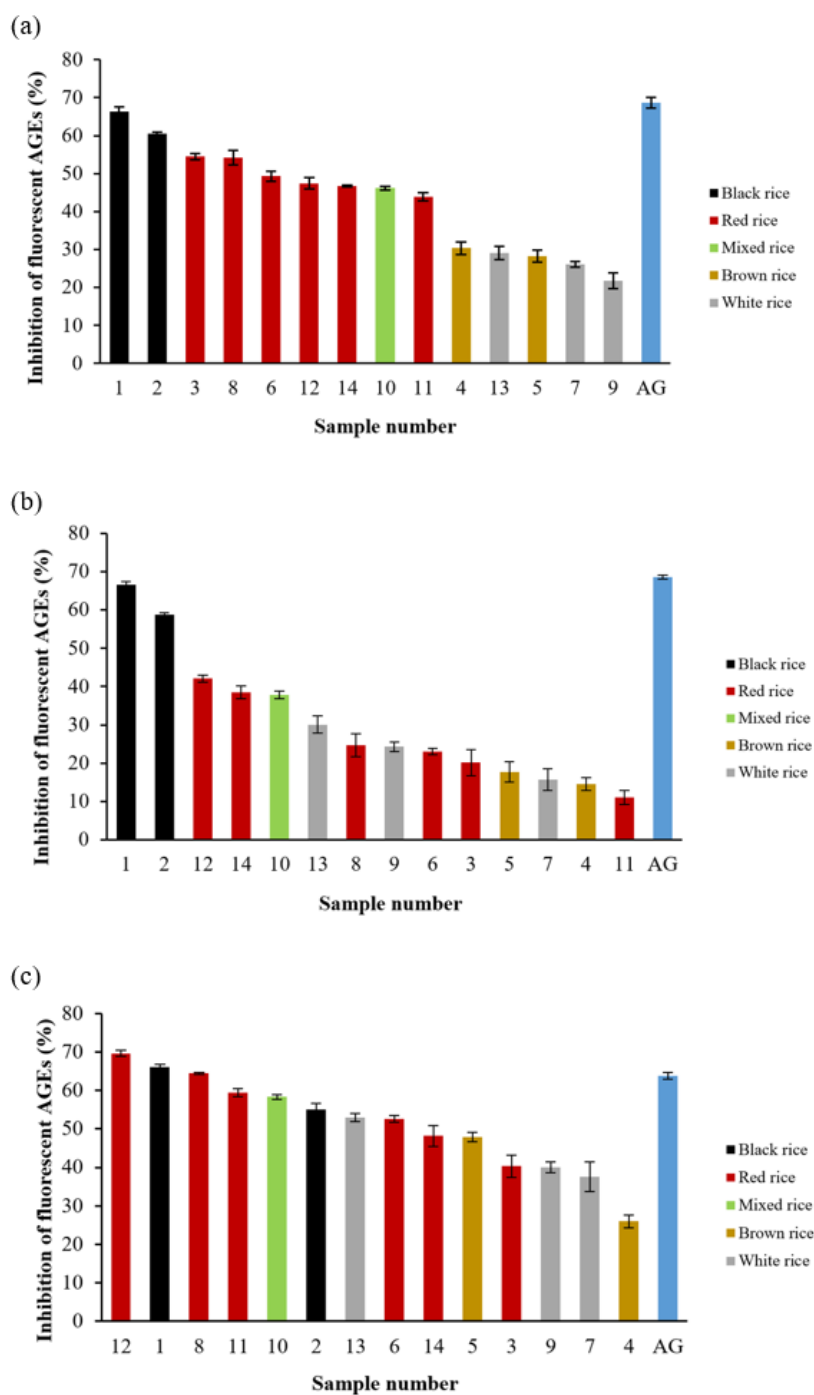 (a)
Inhibition of fluorescent AGEs (%)
80
70
60
50
40
30
20
10
0
1 2 3 8 6 12 14 10 11 4 13 5 7 9 AG
Sample number
Black rice
Red rice
Mixed rice
Brown rice
White rice
(b)
Inhibition of fluorescent AGEs (%)
80
70
60
50
40
30
20
10
0
1 2 12 14 10 13 8 9 6 3 5 7 4 11 AG
Sample number
Black rice
Red rice
Mixed rice
Brown rice
White rice
(c)
Inhibition of fluorescent AGEs (%)
80
70
60
50
40
30
20
10
0
12 1 8 11 10 2 13 6 14 5 3 9 7 4 AG
Sample number
Black rice
Red rice
Mixed rice
Brown rice
White rice